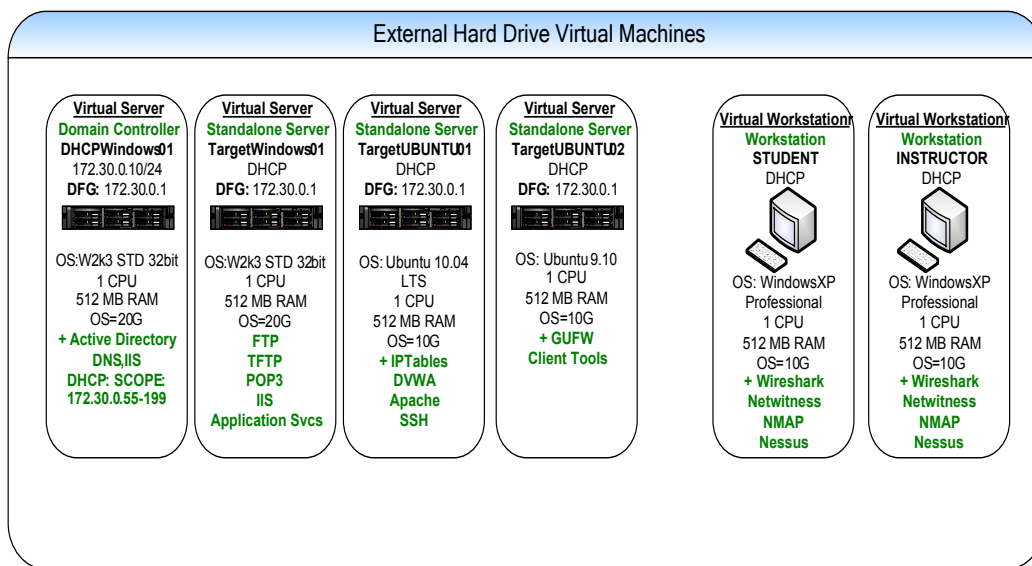 External Hard Drive Virtual Machines
Virtual Server
Domain Controller
DHCPWindows01
172.30.0.10/24
DFG: 172.30.0.1
OS:W2k3 STD 32bit
1 CPU
512 MB RAM
OS=20G
+ Active Directory
DNS,IIS
DHCP: SCOPE:
172.30.0.55-199
Virtual Server
Standalone Server
TargetWindows01
DHCP
DFG: 172.30.0.1
OS:W2K3 STD 32bit
1 CPU
512 MB RAM
OS=20G
FTP
TFTP
POP3
IIS
Application Svcs
Virtual Server
Standalone Server
TargetUBUNTU01
DHCP
DFG: 172.30.0.1
OS: Ubuntu 10.04
LTS
1 CPU
512 MB RAM
OS=10G
+ IPTables
DVWA
Apache
SSH
Virtual Server
Standalone Server
TargetUBUNTU02
DHCP
DFG: 172.30.0.1
OS: Ubuntu 9.10
1 CPU
512 MB RAM
OS=10G
+ GUFW
Client Tools
Virtual Workstationr
Workstation
STUDENT
DHCP
OS: WindowsXP
Professional
1 CPU
512 MB RAM
OS=10G
+ Wireshark
Netwitness
NMAP
Nessus
Virtual Workstationr
Workstation
INSTRUCTOR
DHCP
OS: WindowsXP
Professional
1 CPU
512 MB RAM
OS=10G
+ Wireshark
Netwitness
NMAP
Nessus